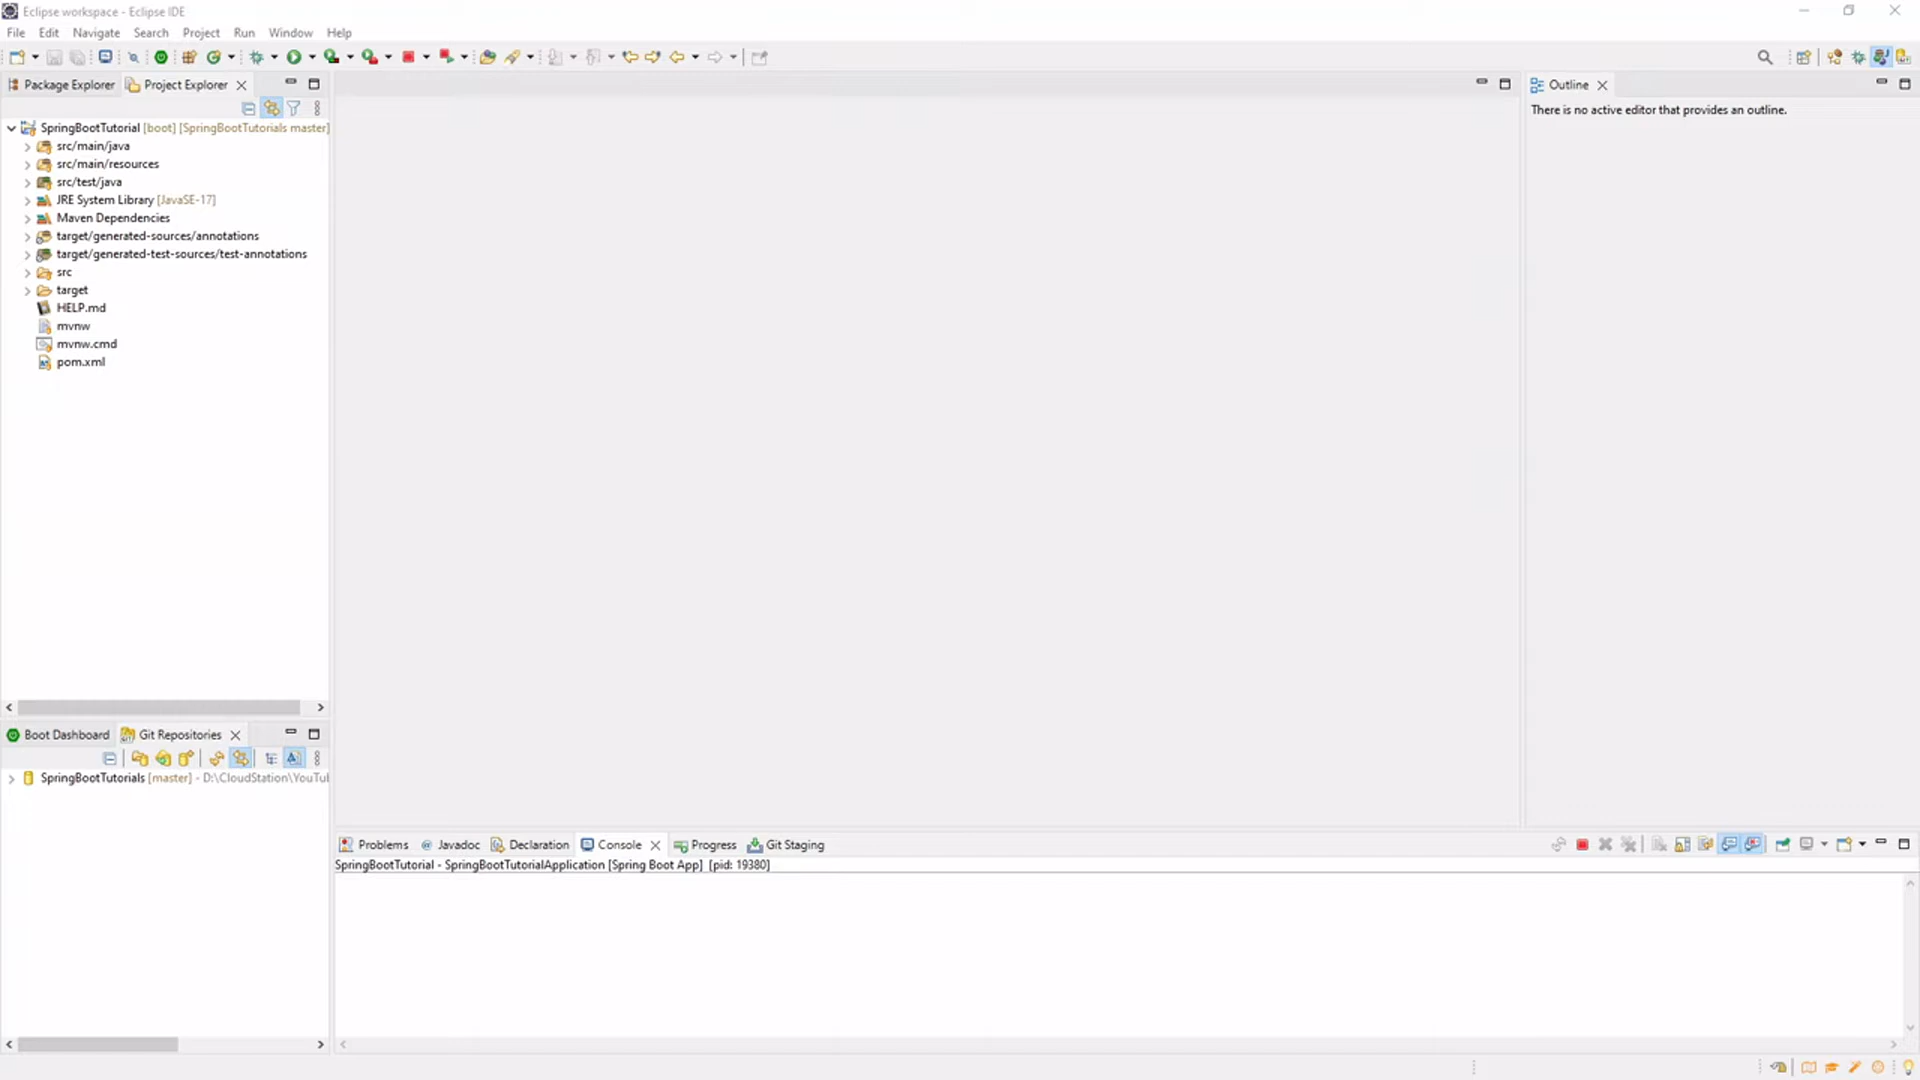 Eclipse workspace - Eclipse IDE
File Edit Navigate Search Project Run Window Help
Package Explorer Project Explorer
SpringBootTutorial [boot] [SpringBootTutorials master]
src/main/java
src/main/resources
src/test/java
JRE System Library [JavaSE-17]
Maven Dependencies
target/generated-sources/annotations
target/generated-test-sources/test-annotations
src
target
HELP.md
mvnw
mvnw.cmd
pom.xml
Boot Dashboard Git Repositories
SpringBootTutorials [master] - D:\CloudStation\YouTu
Outline
There is no active editor that provides an outline.
Problems Javadoc Declaration Console Progress Git Staging
SpringBootTutorial - SpringBootTutorialApplication [Spring Boot App] [pid: 19380]